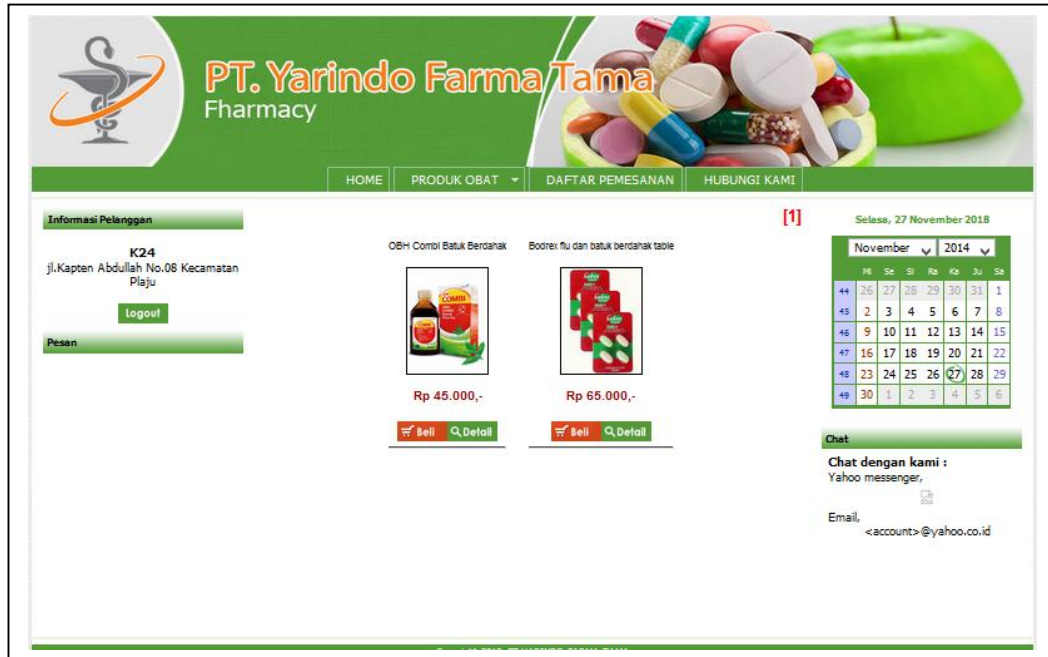 PT. Yarindo Farma Tama
Fharmacy
HOME PRODUK OBAT DAFTAR PEMESANAN HUBUNGI KAMI
Informasi Pelanggan
K24
jl.Kapten Abdullah No.08 Kecamatan
Plaju
Logout
Pesan
[1]
OBH Combi Batuk Berdahak
COMBI
Rp 45.000,-
Beli Detail
Bodrex flu dan batuk berdahak table
Rp 65.000,-
Beli Detail
Selasa, 27 November 2018
November 2014
Mi Se Sl Ra Ka Ju Sa
44 26 27 28 29 30 31 1
45 2 3 4 5 6 7 8
46 9 10 11 12 13 14 15
47 16 17 18 19 20 21 22
48 23 24 25 26 27 28 29
49 30 1 2 3 4 5 6
Chat
Chat dengan kami :
Yahoo messenger,
Email,
<account>@yahoo.co.id